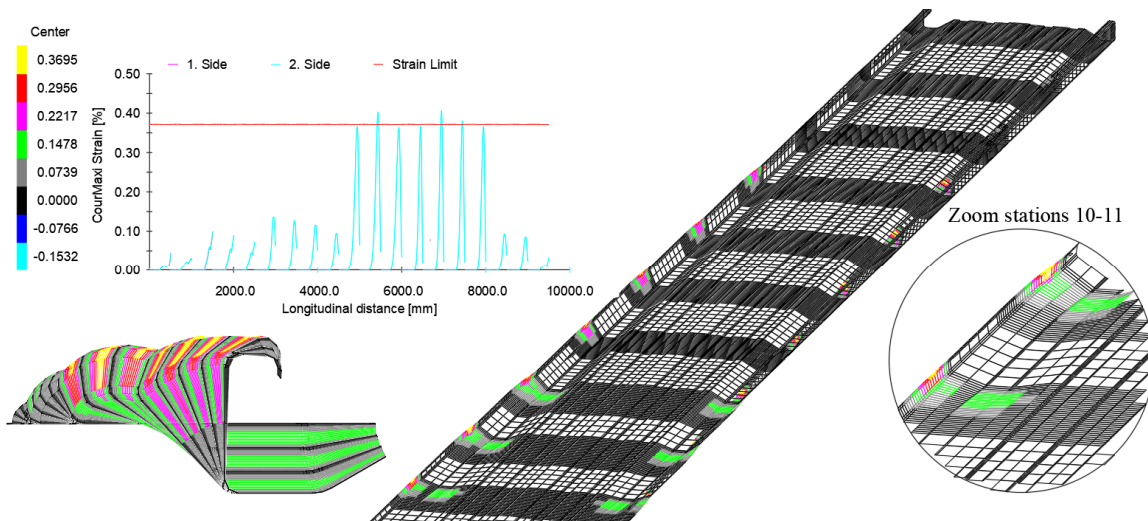 Center
0.3695
0.2956
0.2217
0.1478
0.0739
0.0000
-0.0766
-0.1532
1. Side
2. Side
Strain Limit
CourMaxi Strain [%]
0.50
0.40
0.30
0.20
0.10
0.00
2000.0
4000.0
6000.0
8000.0
10000.0
Longitudinal distance [mm]
Zoom stations 10-11